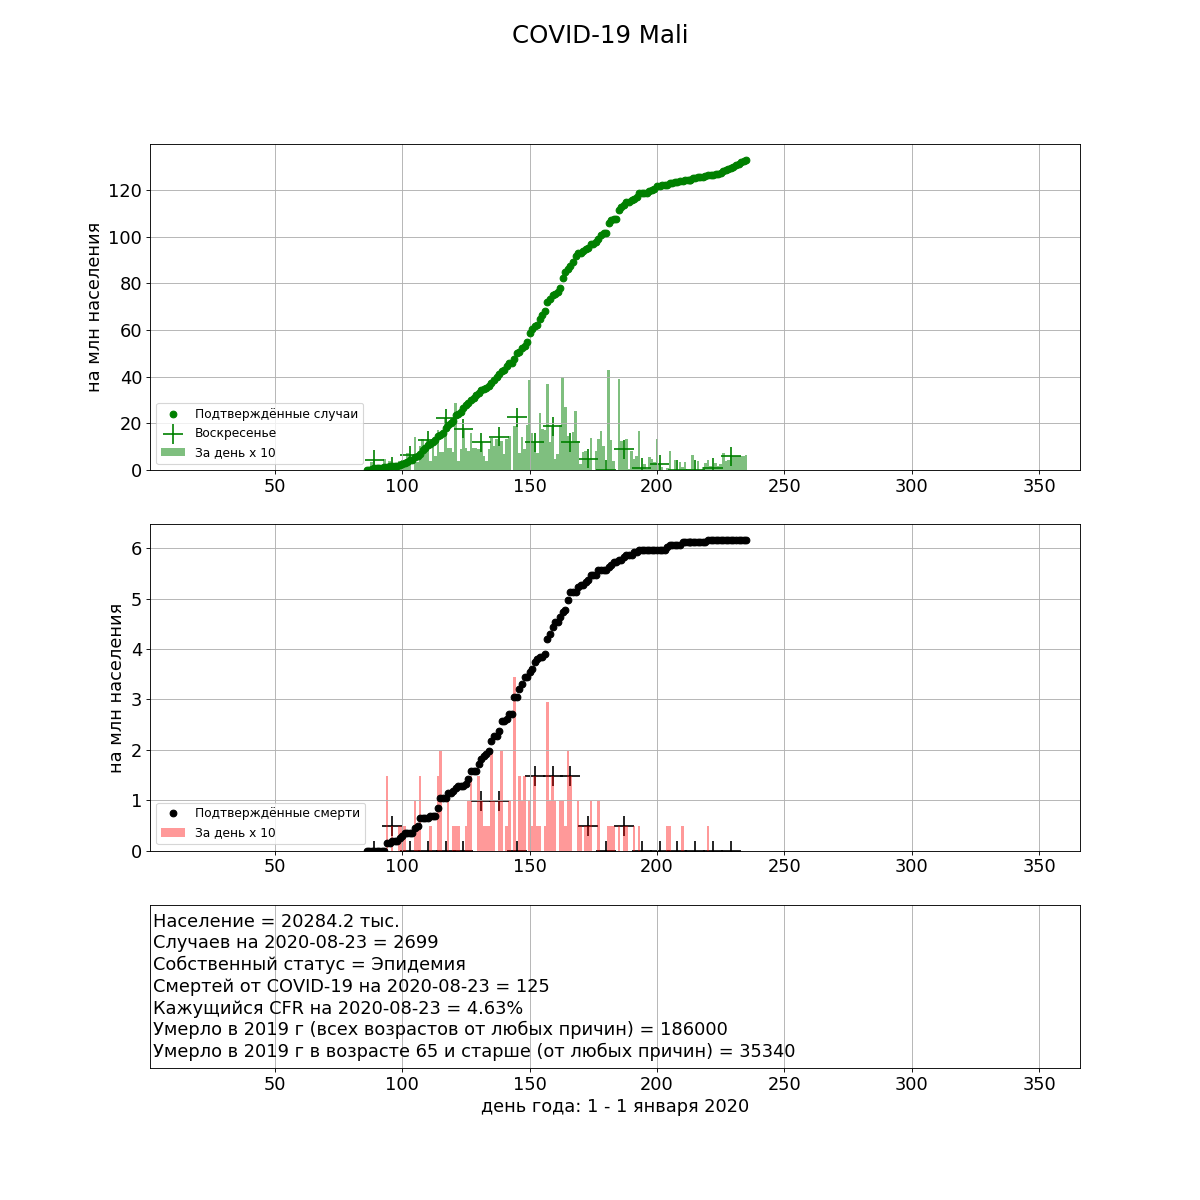 COVID-19 Mali
на млн населения
120
100
80
60
40
20
0
Подтверждённые случаи
Воскресенье
За день x 10
50 100 150 200 250 300 350
на млн населения
6
5
4
3
2
1
0
Подтверждённые смерти
За день x 10
50 100 150 200 250 300 350
Население = 20284.2 тыс.
Случаев на 2020-08-23 = 2699
Собственный статус = Эпидемия
Смертей от COVID-19 на 2020-08-23 = 125
Кажущийся CFR на 2020-08-23 = 4.63%
Умерло в 2019 г (всех возрастов от любых причин) = 186000
Умерло в 2019 г в возрасте 65 и старше (от любых причин) = 35340
50 100 150 200 250 300 350
день года: 1 - 1 января 2020